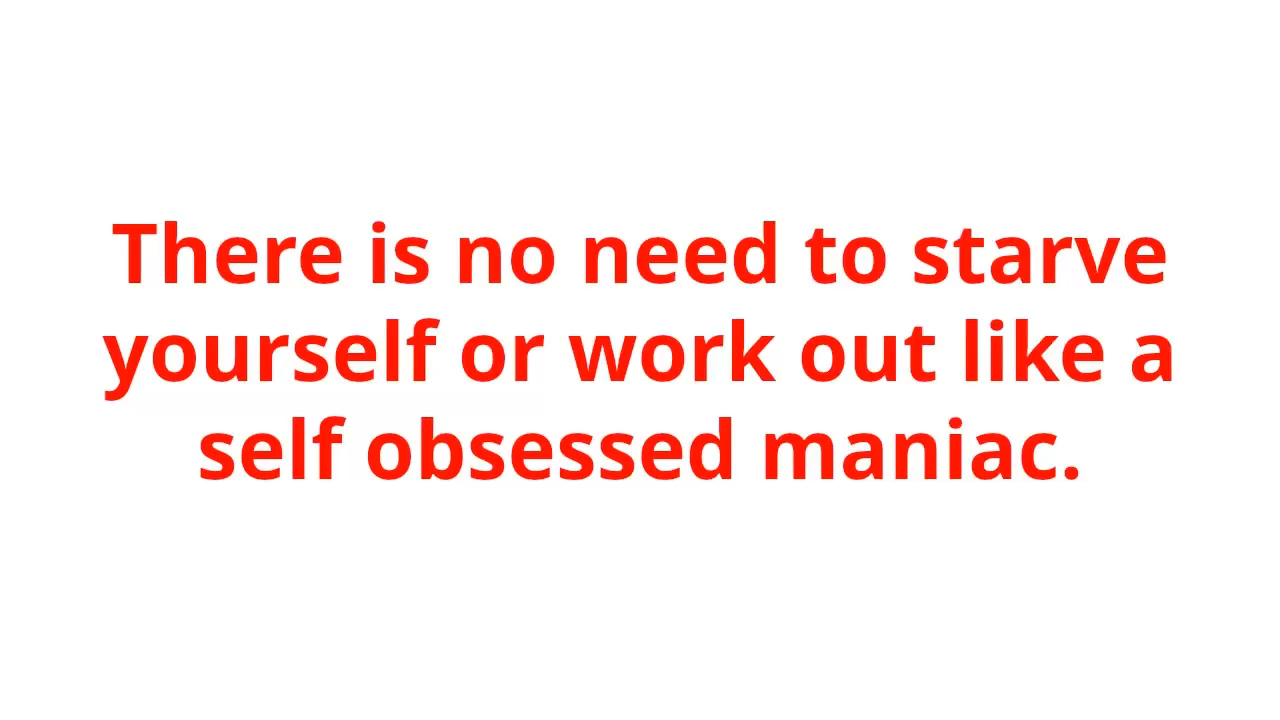 There is no need to starve
yourself or work out like a
self obsessed maniac.